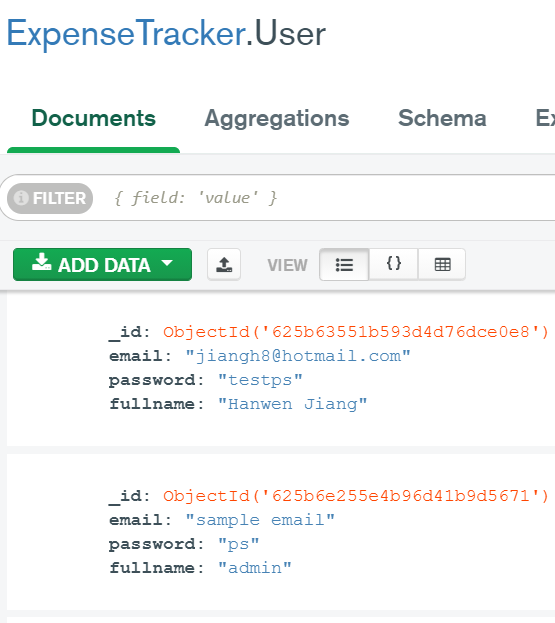 ExpenseTracker.User
Documents Aggregations Schema Ex
FILTER { field: 'value' }
ADD DATA VIEW {}
_id: ObjectId('625b63551b593d4d76dce0e8')
email: "jiangh8@hotmail.com"
password: "testps"
fullname: "Hanwen Jiang"
_id: ObjectId('625b6e255e4b96d41b9d5671')
email: "sample email"
password: "ps"
fullname: "admin"